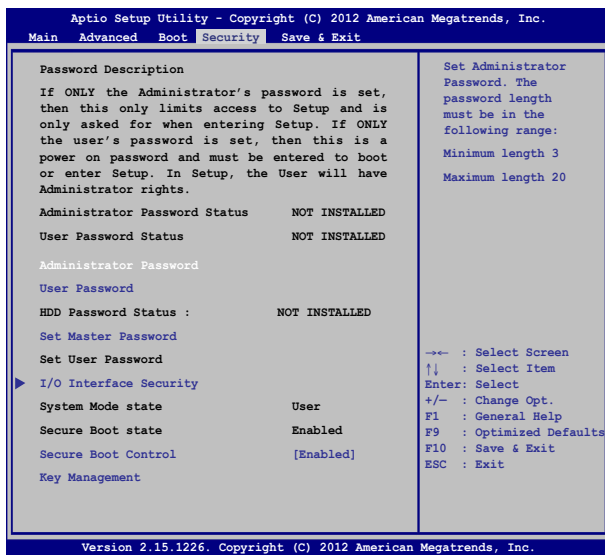 Aptio Setup Utility - Copyright (C) 2012 American Megatrends, Inc.
Main Advanced Boot Security Save & Exit
Password Description
If ONLY the Administrator's password is set,
then this only limits access to Setup and is
only asked for when entering Setup. If ONLY
the user's password is set, then this is a
power on password and must be entered to boot
or enter Setup. In Setup, the User will have
Administrator rights.
Administrator Password Status NOT INSTALLED
User Password Status NOT INSTALLED
Administrator Password
User Password
HDD Password Status : NOT INSTALLED
Set Master Password
Set User Password
I/O Interface Security
System Mode state User
Secure Boot state Enabled
Secure Boot Control [Enabled]
Key Management
Set Administrator
Password. The
password length
must be in the
following range:
Minimum length 3
Maximum length 20
→← : Select Screen
↑↓ : Select Item
Enter: Select
+/— : Change Opt.
F1 : General Help
F9 : Optimized Defaults
F10 : Save & Exit
ESC : Exit
Version 2.15.1226. Copyright (C) 2012 American Megatrends, Inc.